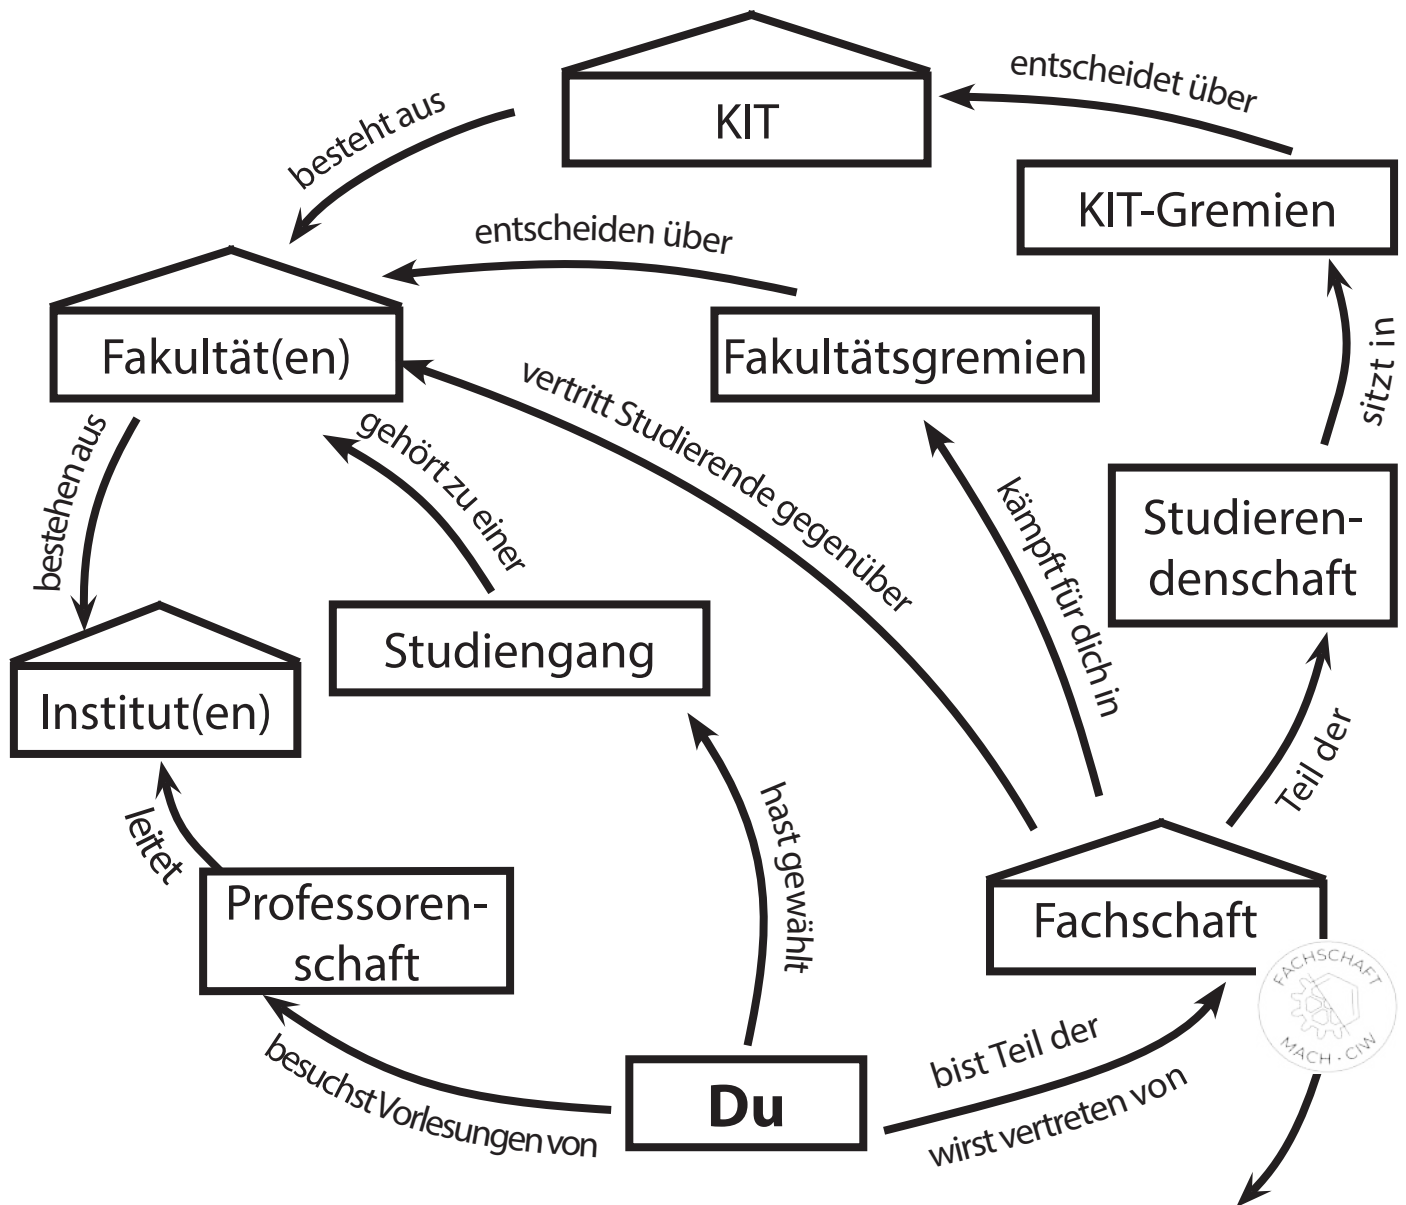 KIT
entscheidet über
besteht aus
KIT-Gremien
entscheiden über
Fakultät(en)
Fakultätsgremien
vertritt Studierende gegenüber
sitzt in
bestehen aus
gehört zu einer
kämpft für dich in
Studieren-
denschaft
Studiengang
Institut(en)
Teil der
leitet
hast gewählt
Professoren-
schaft
Fachschaft
FACHSCHAFT
MACH · CIW
besuchst Vorlesungen von
Du
bist Teil der
wirst vertreten von